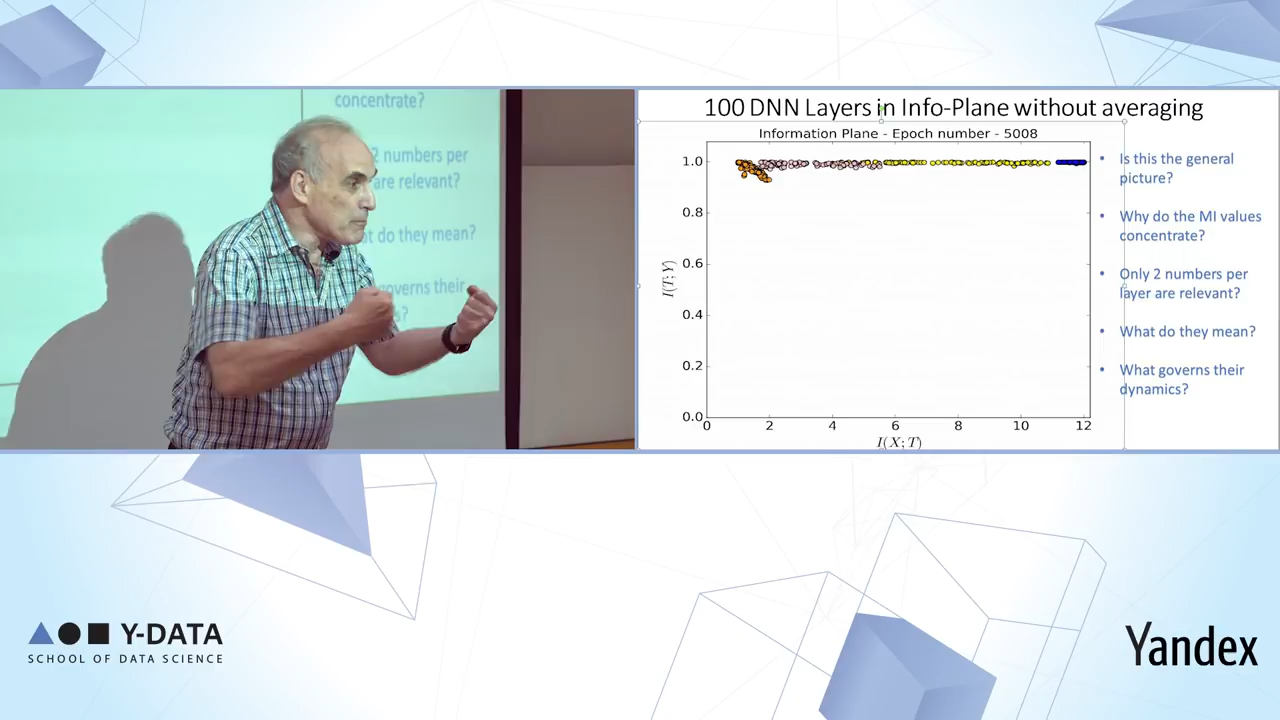 concentrate?
2 numbers per
are relevant?
t do they mean?
governs their
s?
100 DNN Layers in Info-Plane without averaging
Information Plane - Epoch number - 5008
1.0
0.8
0.6
0.4
0.2
0.0
I(T;Y)
0 2 4 6 8 10 12
I(X;T)
• Is this the general
picture?
• Why do the MI values
concentrate?
• Only 2 numbers per
layer are relevant?
• What do they mean?
• What governs their
dynamics?
Y-DATA
SCHOOL OF DATA SCIENCE
Yandex